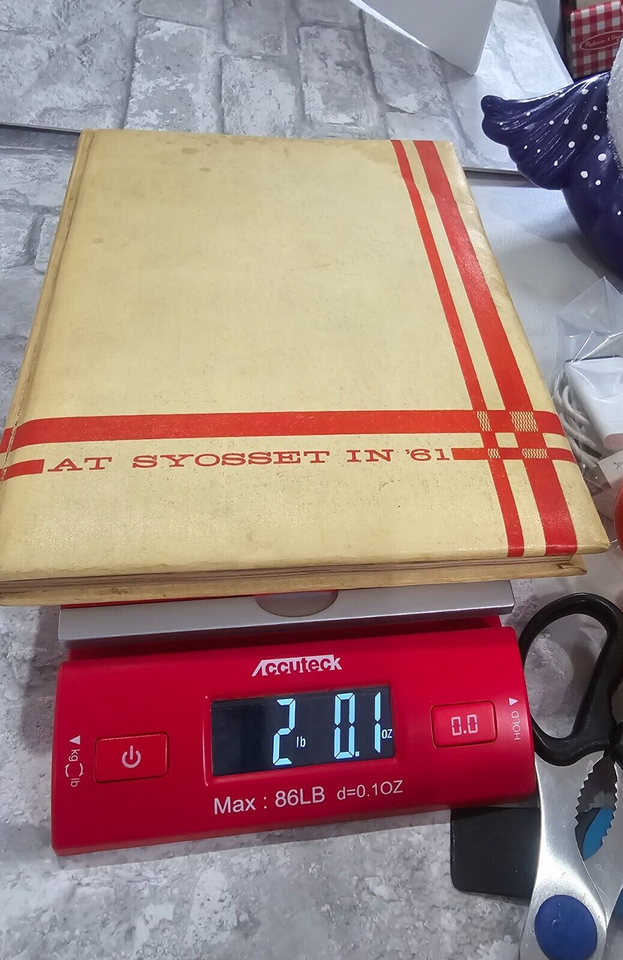 AT SYOSSET IN '61
Accuteck
2 lb 0.1 oz
0.0
HOLD
kg lb
Max : 86LB d=0.1OZ